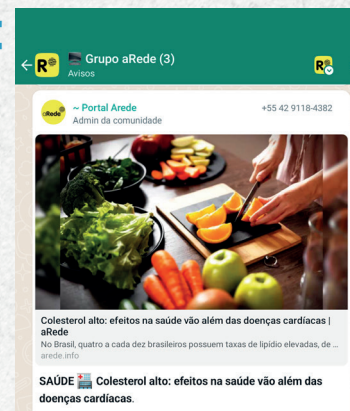 R
Grupo aRede (3)
Avisos
R
aRede
~ Portal Arede
+55 42 9118-4382
Admin da comunidade
Colesterol alto: efeitos na saúde vão além das doenças cardíacas |
aRede
No Brasil, quatro a cada dez brasileiros possuem taxas de lipídio elevadas, de ...
arede.info
SAÚDE 🏥 Colesterol alto: efeitos na saúde vão além das
doenças cardíacas.